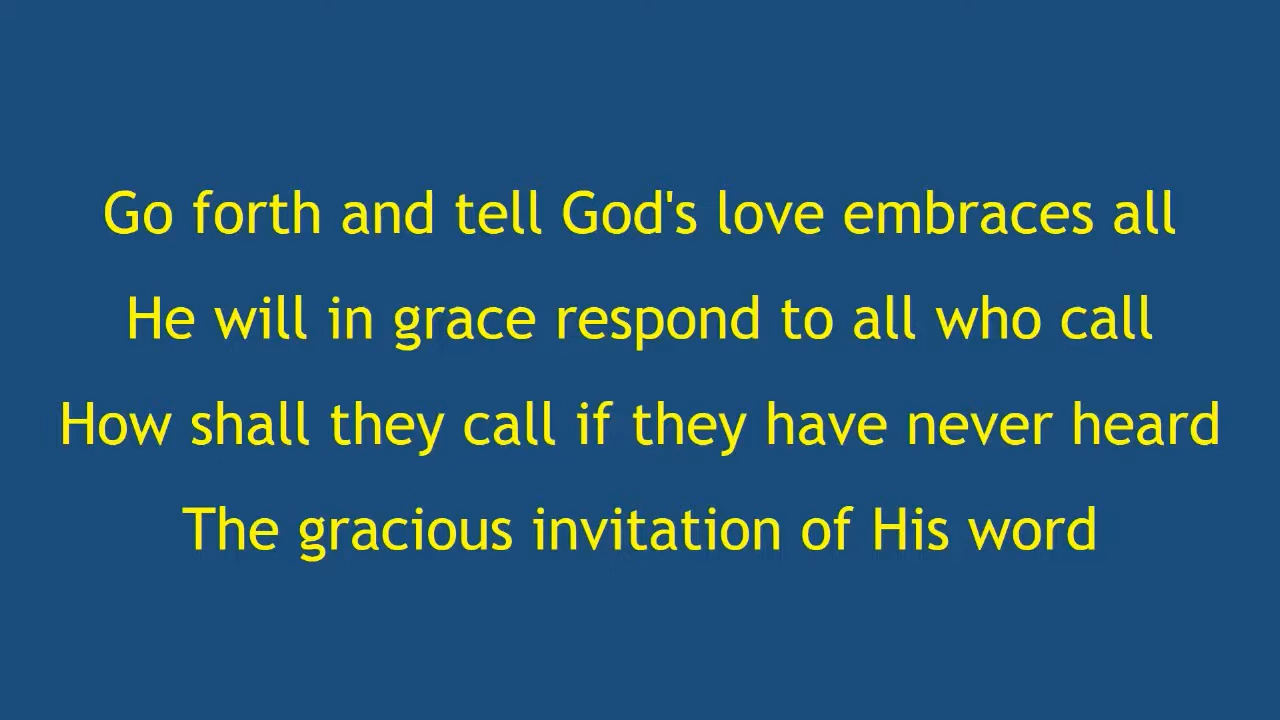 Go forth and tell God's love embraces all
He will in grace respond to all who call
How shall they call if they have never heard
The gracious invitation of His word